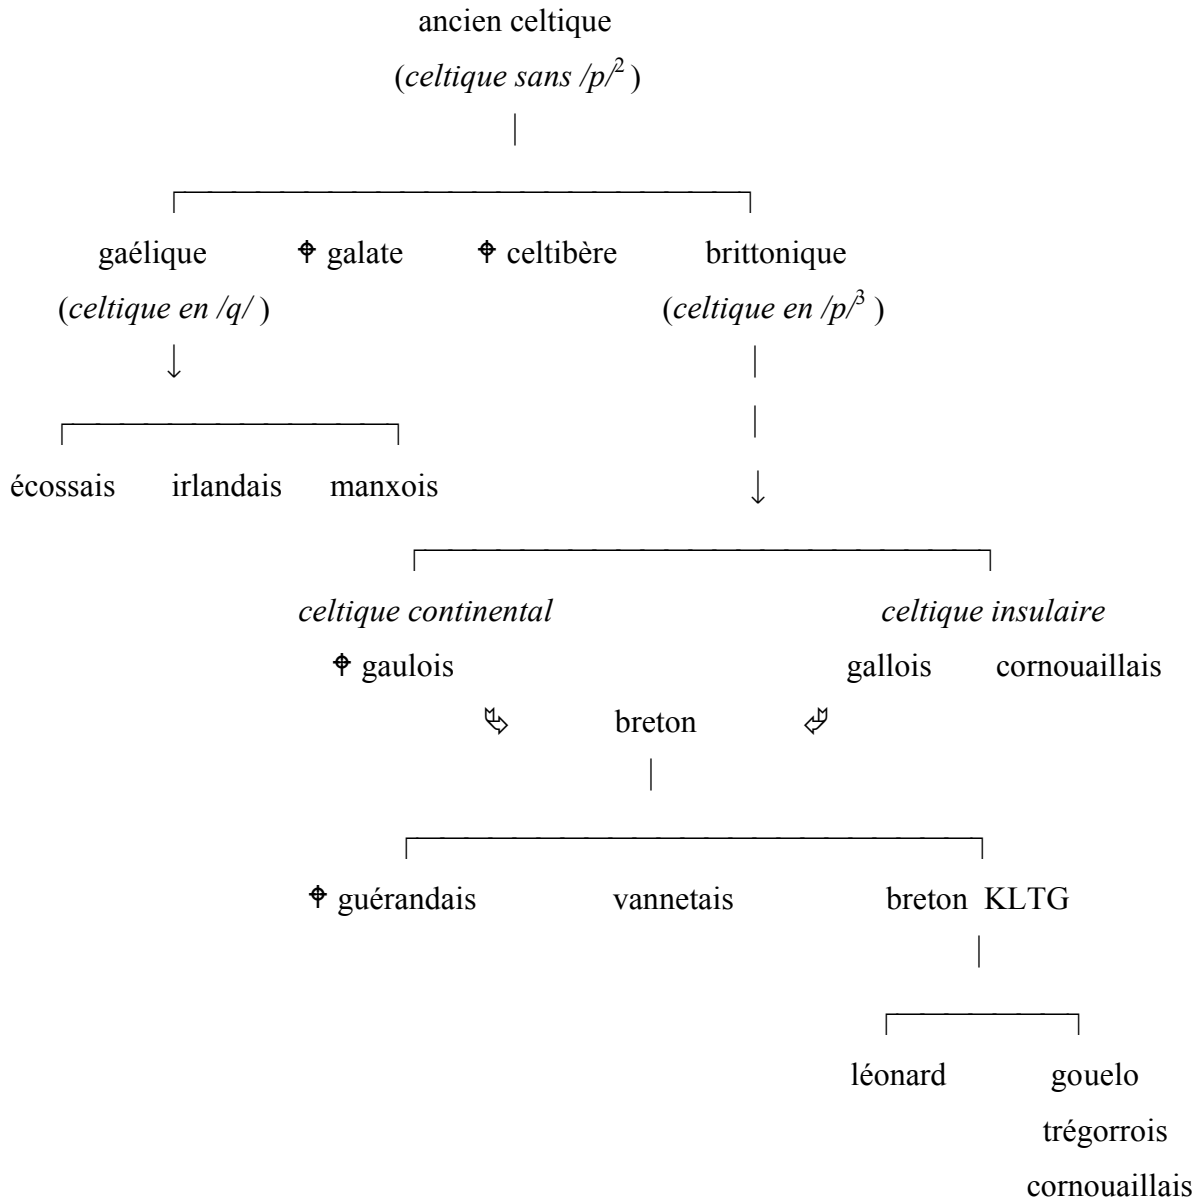 ancien celtique
(celtique sans /p/²)
gaélique ⌖ galate ⌖ celtibère brittonique
(celtique en /q/ ) (celtique en /p/³ )
écossais irlandais manxois
celtique continental celtique insulaire
⌖ gaulois gallois cornouaillais
breton
⌖ guérandais vannetais breton KLTG
léonard gouelo
trégorrois
cornouaillais